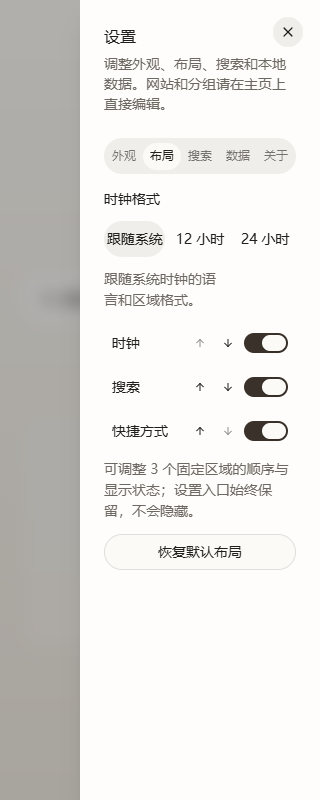 设置
调整外观、布局、搜索和本地
数据。网站和分组请在主页上
直接编辑。
外观 布局 搜索 数据 关于
时钟格式
跟随系统 12 小时 24 小时
跟随系统时钟的语
言和区域格式。
时钟
搜索
快捷方式
可调整 3 个固定区域的顺序与
显示状态；设置入口始终保
留，不会隐藏。
恢复默认布局